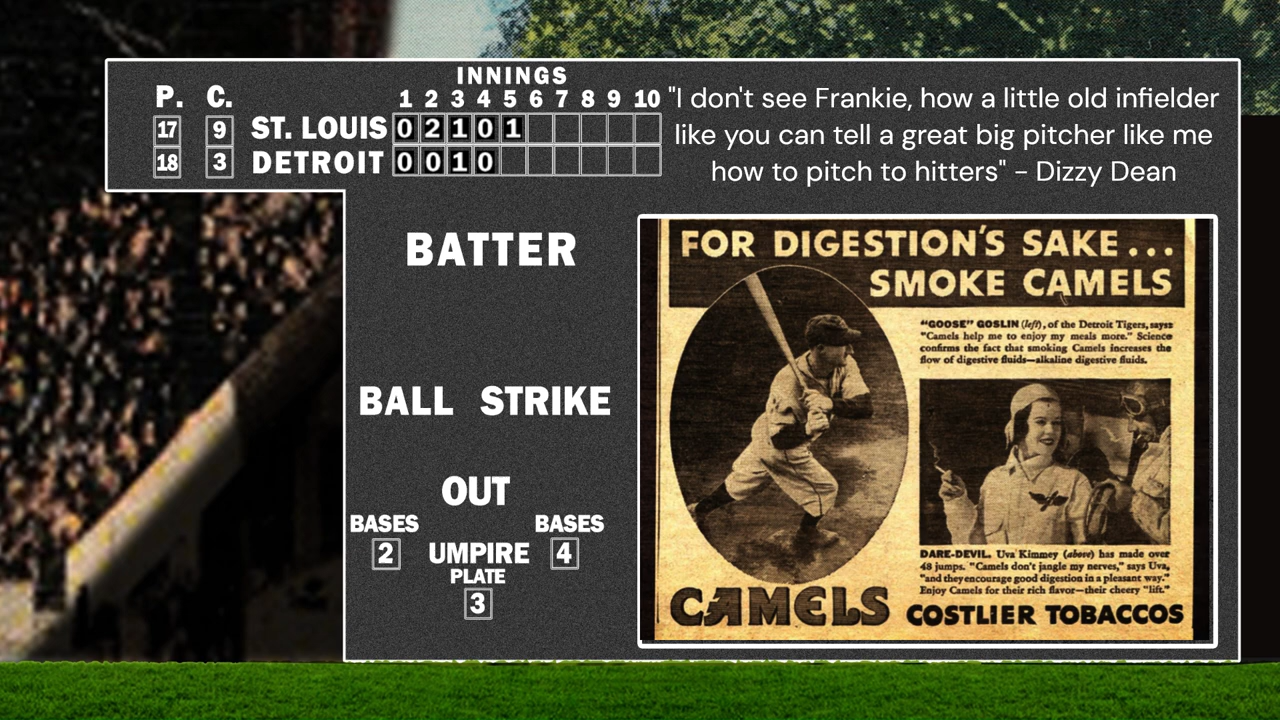 INNINGS
P. C. 1 2 3 4 5 6 7 8 9 10
17 9 ST. LOUIS 0 2 1 0 1
18 3 DETROIT 0 0 1 0
"I don't see Frankie, how a little old infielder
like you can tell a great big pitcher like me
how to pitch to hitters" - Dizzy Dean
BATTER
BALL STRIKE
OUT
BASES BASES
2 UMPIRE 4
PLATE
3
FOR DIGESTION'S SAKE...
SMOKE CAMELS
"GOOSE" GOSLIN (left), of the Detroit Tigers, says:
"Camels help me to enjoy my meals more." Science
confirms the fact that smoking Camels increases the
flow of digestive fluids—alkaline digestive fluids.
DARE-DEVIL. Uva Kimmey (above) has made over
48 jumps. "Camels don't jangle my nerves," says Uva,
"and they encourage good digestion in a pleasant way."
Enjoy Camels for their rich flavor—their cheery "lift."
CAMELS COSTLIER TOBACCOS